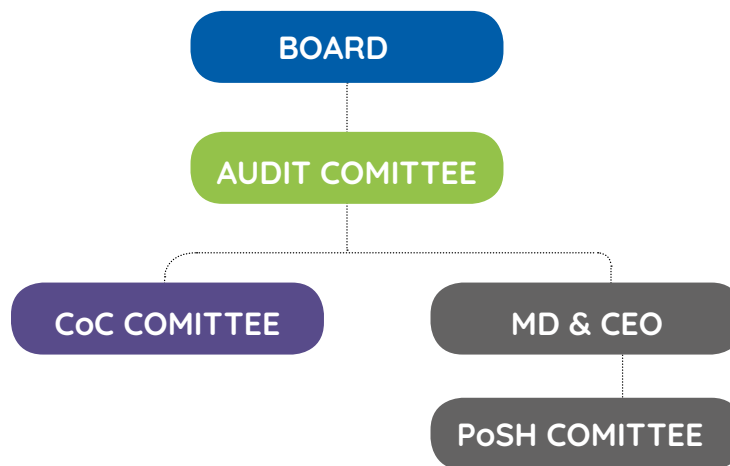 BOARD
AUDIT COMITTEE
CoC COMITTEE
MD & CEO
PoSH COMITTEE